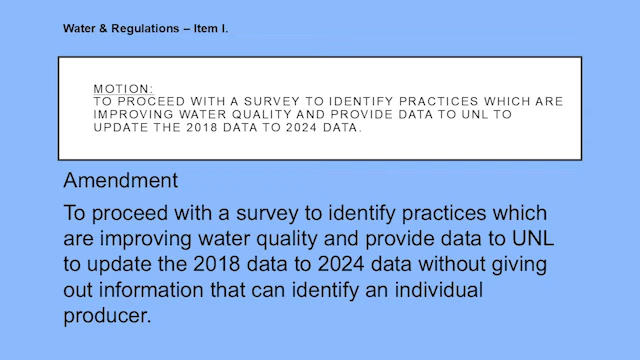 Water & Regulations – Item I.
MOTION:
TO PROCEED WITH A SURVEY TO IDENTIFY PRACTICES WHICH ARE
IMPROVING WATER QUALITY AND PROVIDE DATA TO UNL TO
UPDATE THE 2018 DATA TO 2024 DATA.
Amendment
To proceed with a survey to identify practices which
are improving water quality and provide data to UNL
to update the 2018 data to 2024 data without giving
out information that can identify an individual
producer.